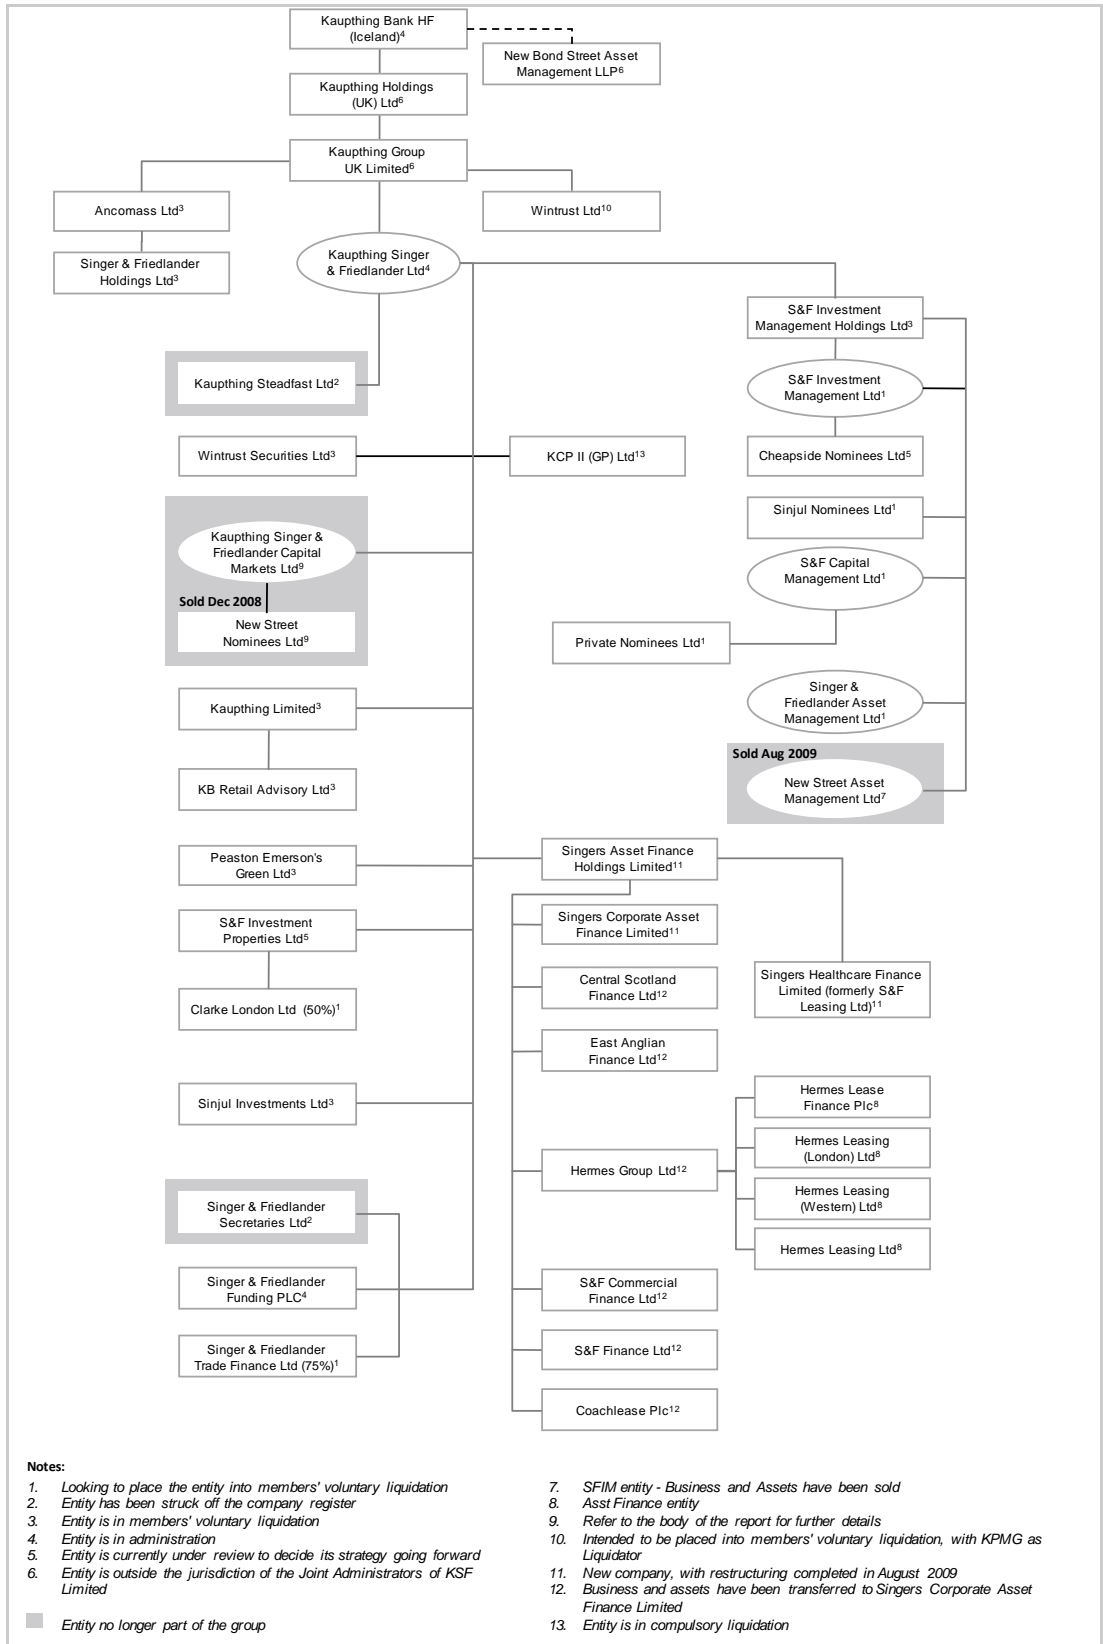 Kaupthing Bank HF
(Iceland)⁴
New Bond Street Asset
Management LLP⁶
Kaupthing Holdings
(UK) Ltd⁶
Kaupthing Group
UK Limited⁶
Ancomass Ltd³
Wintrust Ltd¹⁰
Singer & Friedlander
Holdings Ltd³
Kaupthing Singer
& Friedlander Ltd⁴
S&F Investment
Management Holdings Ltd³
Kaupthing Steadfast Ltd²
S&F Investment
Management Ltd¹
Wintrust Securities Ltd³
KCP II (GP) Ltd¹³
Cheapside Nominees Ltd⁵
Sinjul Nominees Ltd¹
Kaupthing Singer &
Friedlander Capital
Markets Ltd⁹
S&F Capital
Management Ltd¹
Sold Dec 2008
New Street
Nominees Ltd⁹
Private Nominees Ltd¹
Kaupthing Limited³
Singer &
Friedlander Asset
Management Ltd¹
Sold Aug 2009
KB Retail Advisory Ltd³
New Street Asset
Management Ltd⁷
Peaston Emerson's
Green Ltd³
Singers Asset Finance
Holdings Limited¹¹
S&F Investment
Properties Ltd⁵
Singers Corporate Asset
Finance Limited¹¹
Clarke London Ltd (50%)¹
Central Scotland
Finance Ltd¹²
Singers Healthcare Finance
Limited (formerly S&F
Leasing Ltd)¹¹
East Anglian
Finance Ltd¹²
Sinjul Investments Ltd³
Hermes Lease
Finance Plc⁸
Hermes Leasing
(London) Ltd⁸
Hermes Group Ltd¹²
Hermes Leasing
(Western) Ltd⁸
Hermes Leasing Ltd⁸
Singer & Friedlander
Secretaries Ltd²
Singer & Friedlander
Funding PLC⁴
S&F Commercial
Finance Ltd¹²
Singer & Friedlander
Trade Finance Ltd (75%)¹
S&F Finance Ltd¹²
Coachlease Plc¹²
Notes:
1. Looking to place the entity into members' voluntary liquidation
2. Entity has been struck off the company register
3. Entity is in members' voluntary liquidation
4. Entity is in administration
5. Entity is currently under review to decide its strategy going forward
6. Entity is outside the jurisdiction of the Joint Administrators of KSF
Limited
Entity no longer part of the group
7. SFIM entity - Business and Assets have been sold
8. Asst Finance entity
9. Refer to the body of the report for further details
10. Intended to be placed into members' voluntary liquidation, with KPMG as
Liquidator
11. New company, with restructuring completed in August 2009
12. Business and assets have been transferred to Singers Corporate Asset
Finance Limited
13. Entity is in compulsory liquidation